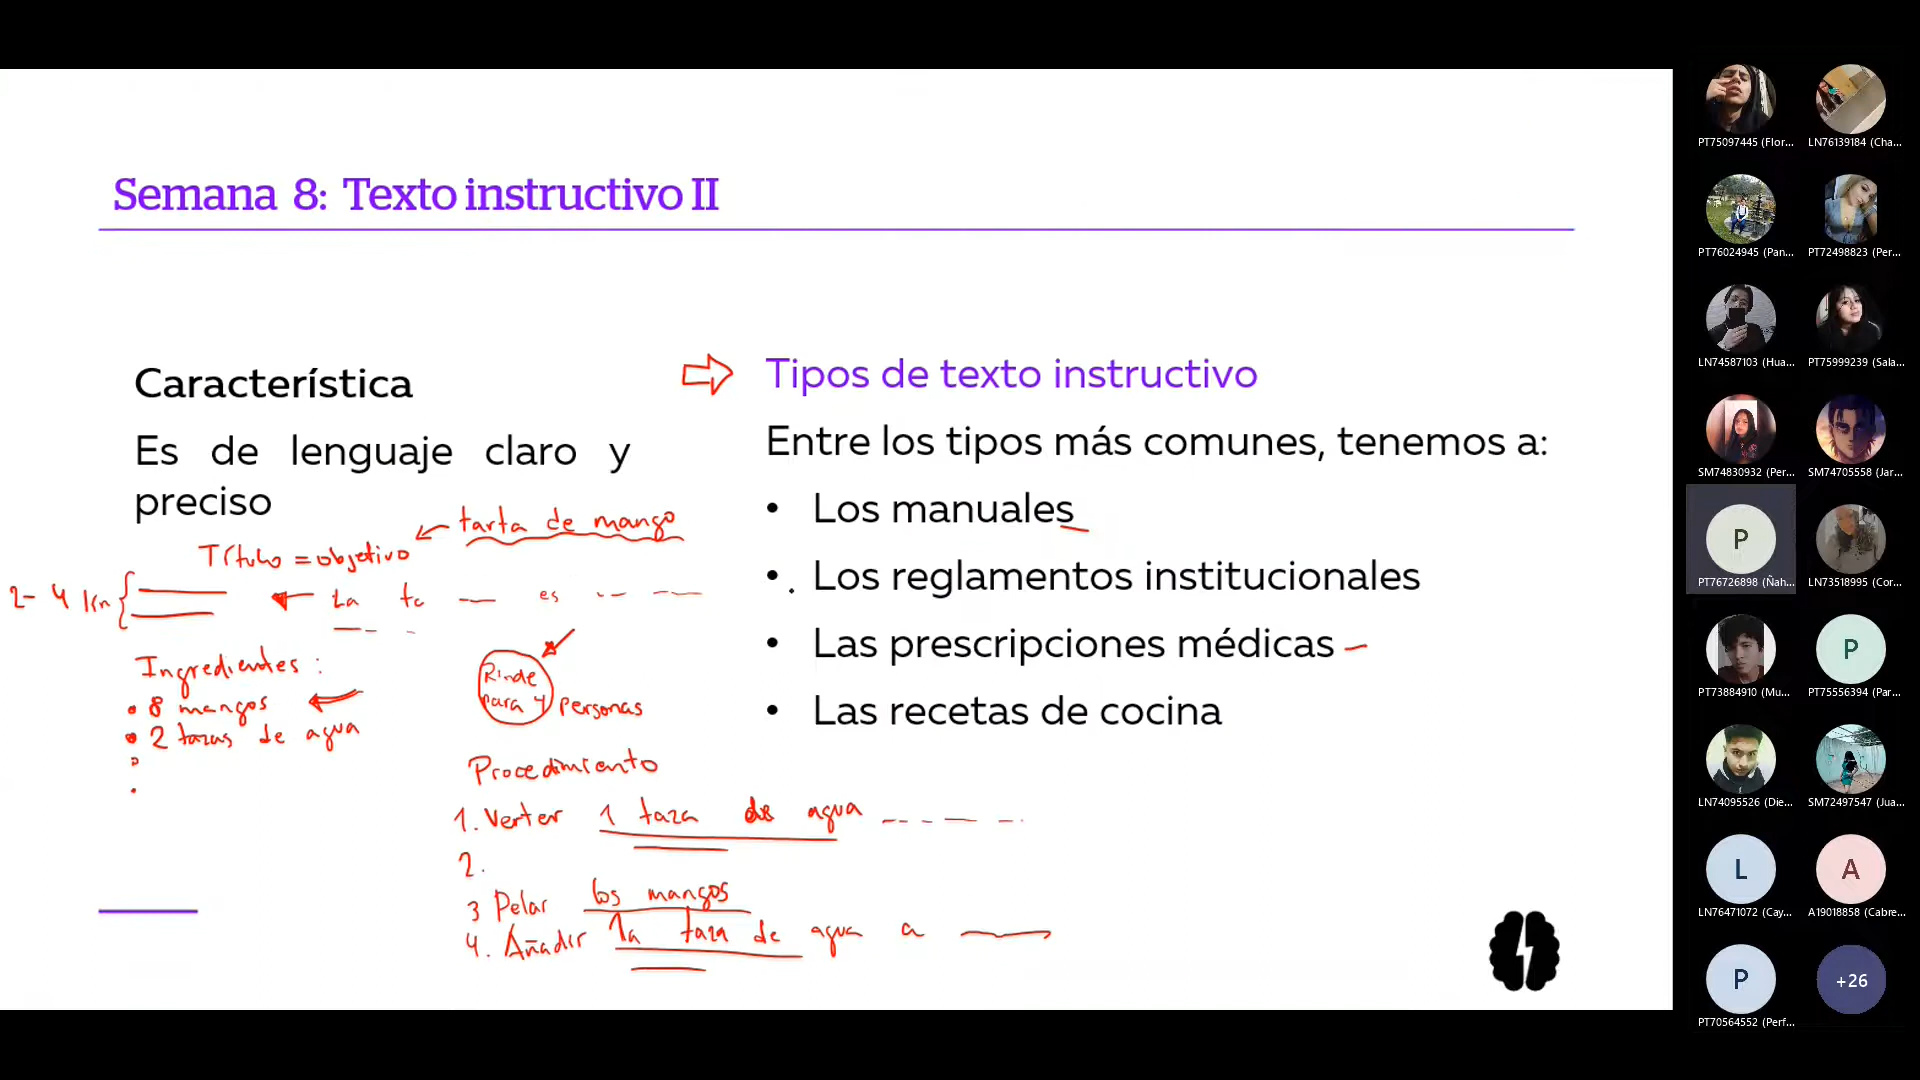 Semana 8: Texto instructivo II
Característica
Es de lenguaje claro y
preciso
tarta de mango
Título = objetivo
2-4 lin
La ta es
Ingredientes :
8 mangos
2 tazas de agua
Rinde
para 4 personas
Procedimiento
1. Verter 1 taza de agua
2.
3 Pelar los mangos
4. Añadir la taza de agua a
Tipos de texto instructivo
Entre los tipos más comunes, tenemos a:
• Los manuales
• Los reglamentos institucionales
• Las prescripciones médicas
• Las recetas de cocina
PT75097445 (Flor...
LN76139184 (Cha...
PT76024945 (Pan...
PT72498823 (Per...
LN74587103 (Hua...
PT75999239 (Sala...
SM74830932 (Per...
SM74705558 (Jar...
P
PT76726898 (Ñah...
LN73518995 (Cor...
PT73884910 (Mu...
P
PT75556394 (Par...
LN74095526 (Die...
SM72497547 (Jua...
L
LN76471072 (Cay...
A
A19018858 (Cabre...
P
PT70564552 (Perf...
+26